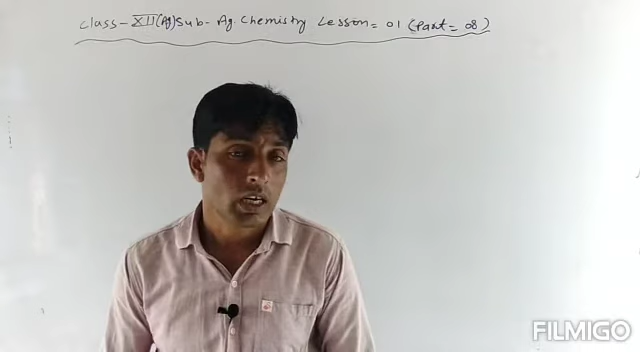 Class - XII (Ag) Sub - Ag Chemistry Lesson = 01 (Part = 08)
FILMIGO